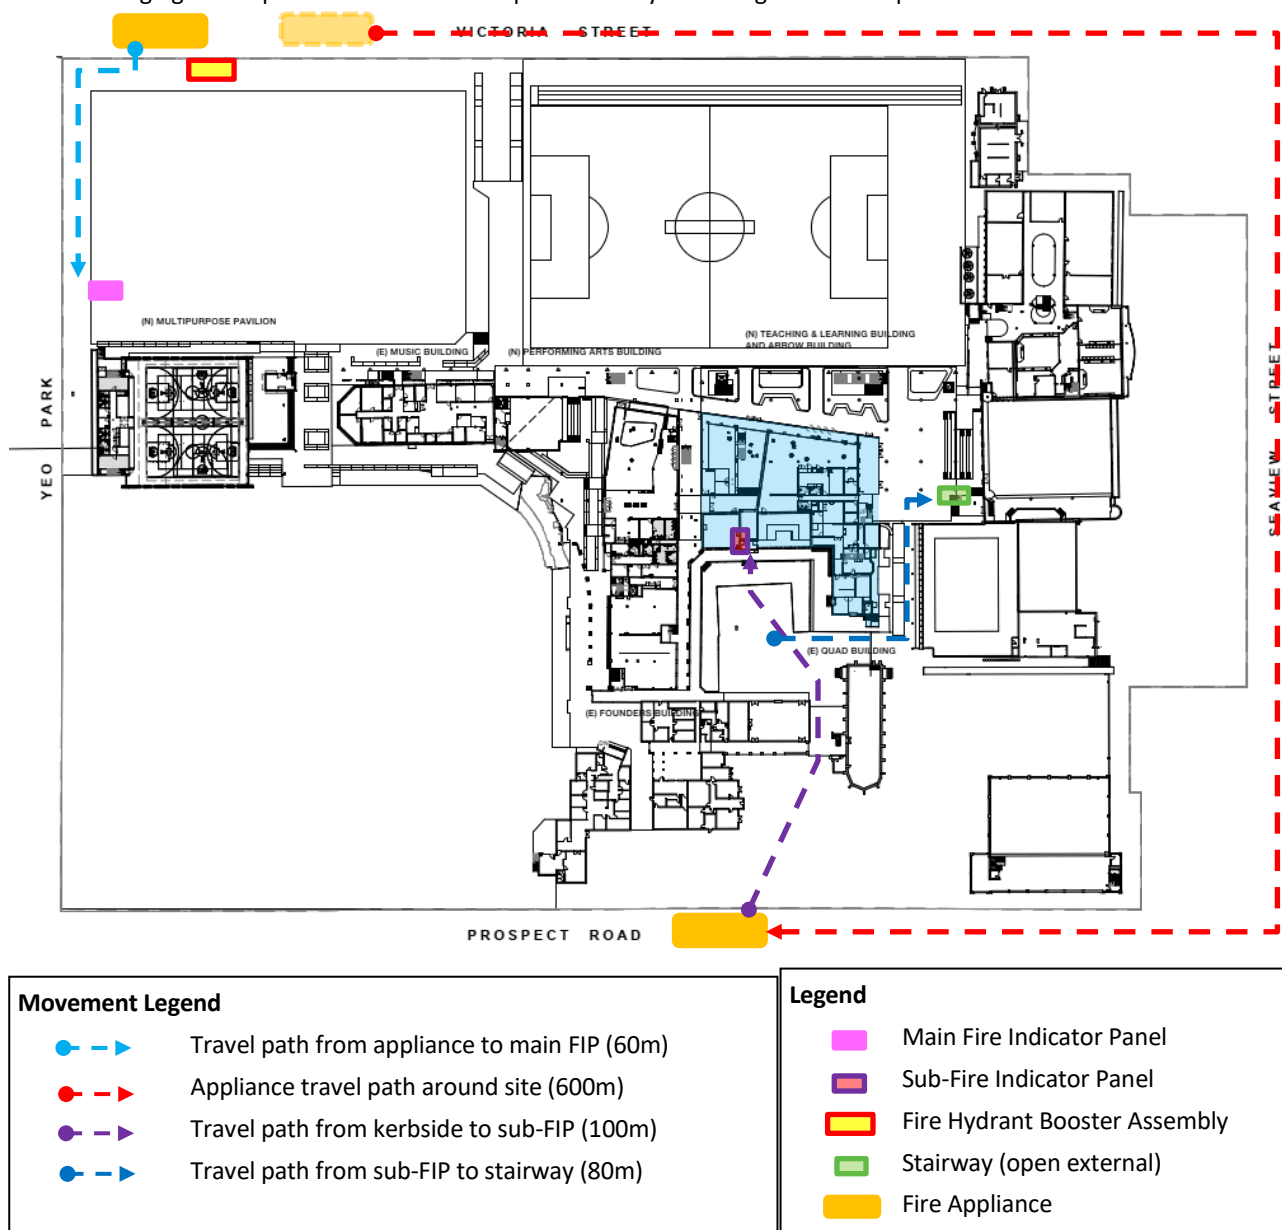 VICTORIA STREET
(N) MULTIPURPOSE PAVILION
(E) MUSIC BUILDING
(N) PERFORMING ARTS BUILDING
(N) TEACHING & LEARNING BUILDING
AND ARROW BUILDING
YEO PARK
SEAVIEW STREET
(E) QUAD BUILDING
(E) FOUNDERS BUILDING
PROSPECT ROAD
Movement Legend
Travel path from appliance to main FIP (60m)
Appliance travel path around site (600m)
Travel path from kerbside to sub-FIP (100m)
Travel path from sub-FIP to stairway (80m)
Legend
Main Fire Indicator Panel
Sub-Fire Indicator Panel
Fire Hydrant Booster Assembly
Stairway (open external)
Fire Appliance